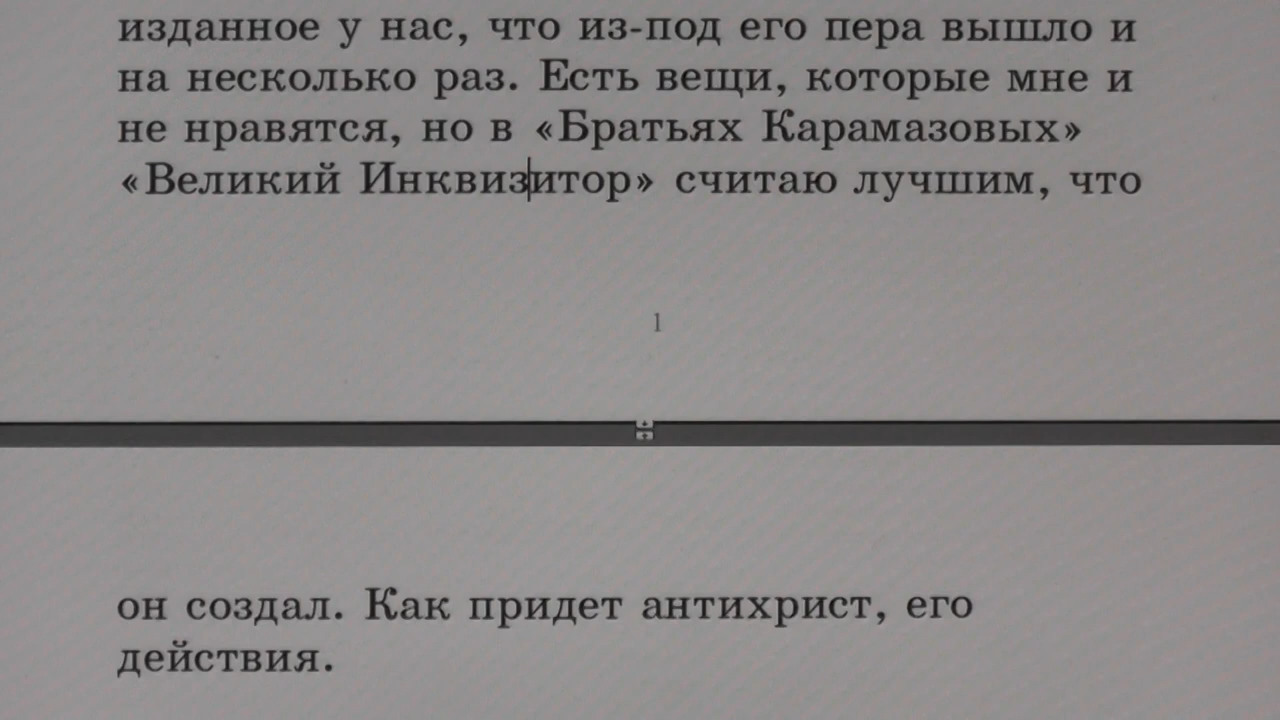 изданное у нас, что из-под его пера вышло и
на несколько раз. Есть вещи, которые мне и
не нравятся, но в «Братьях Карамазовых»
«Великий Инквизитор» считаю лучшим, что
1
он создал. Как придет антихрист, его
действия.